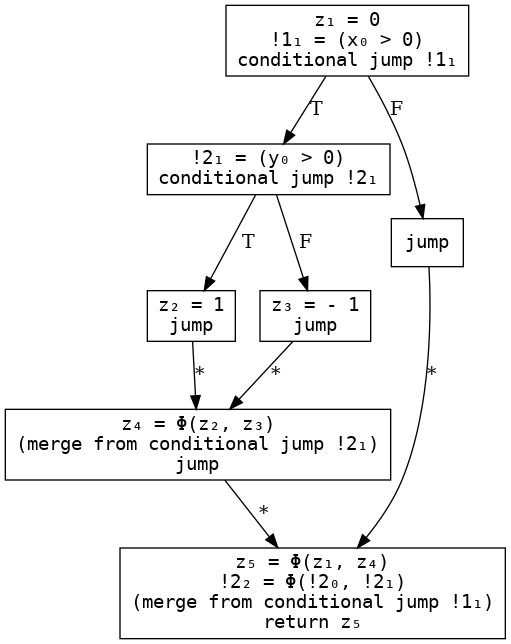 z₁ = 0
!1₁ = (x₀ > 0)
conditional jump !1₁
T
F
!2₁ = (y₀ > 0)
conditional jump !2₁
jump
T
F
z₂ = 1
jump
z₃ = - 1
jump
*
*
*
z₄ = Φ(z₂, z₃)
(merge from conditional jump !2₁)
jump
*
z₅ = Φ(z₁, z₄)
!2₂ = Φ(!2₀, !2₁)
(merge from conditional jump !1₁)
return z₅